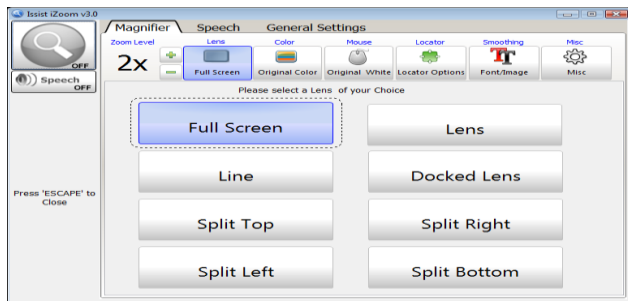 Issist iZoom v3.0
Magnifier Speech General Settings
Zoom Level Lens Color Mouse Locator Smoothing Misc
OFF
2x
Full Screen Original Color Original White Locator Options Font/Image Misc
Speech
OFF
Please select a Lens of your Choice
Full Screen Lens
Line Docked Lens
Press 'ESCAPE' to
Close
Split Top Split Right
Split Left Split Bottom